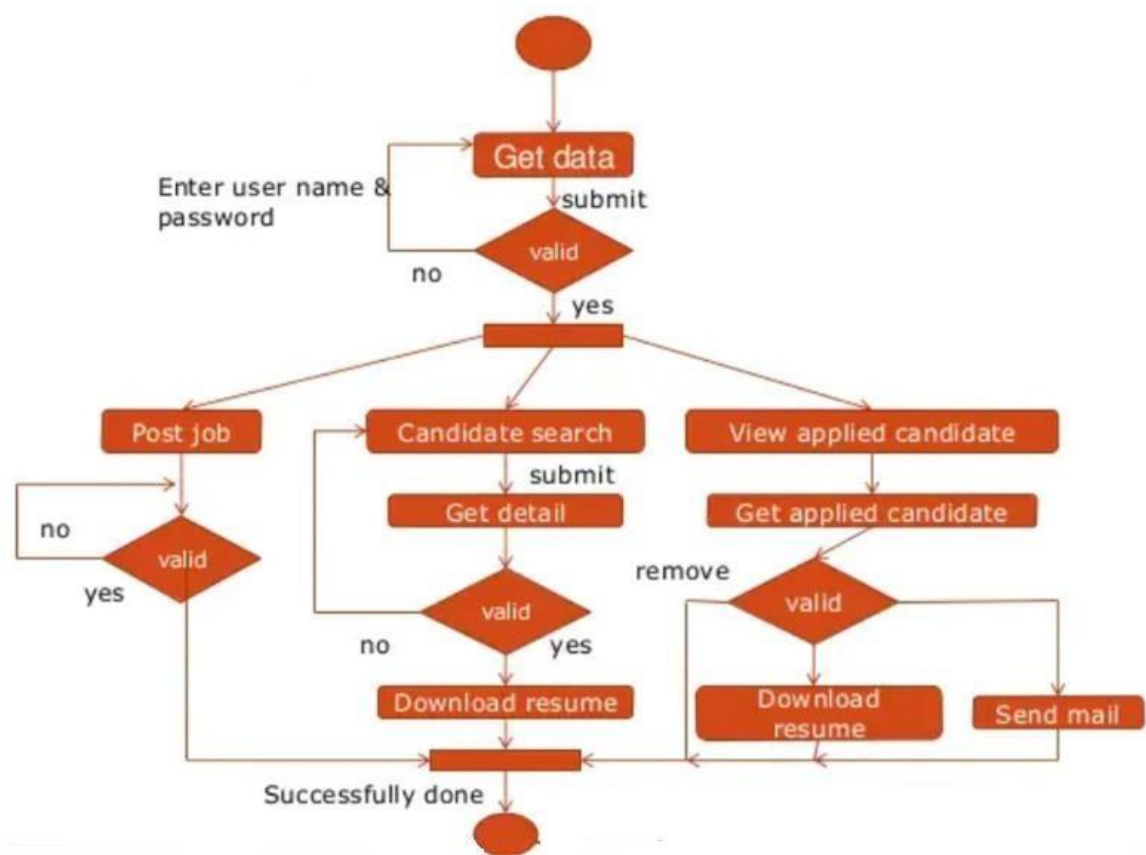 Get data
Enter user name &
password
submit
valid
no
yes
Post job
Candidate search
View applied candidate
submit
Get detail
Get applied candidate
no
valid
yes
remove
valid
valid
no
yes
Download resume
Download
resume
Send mail
Successfully done